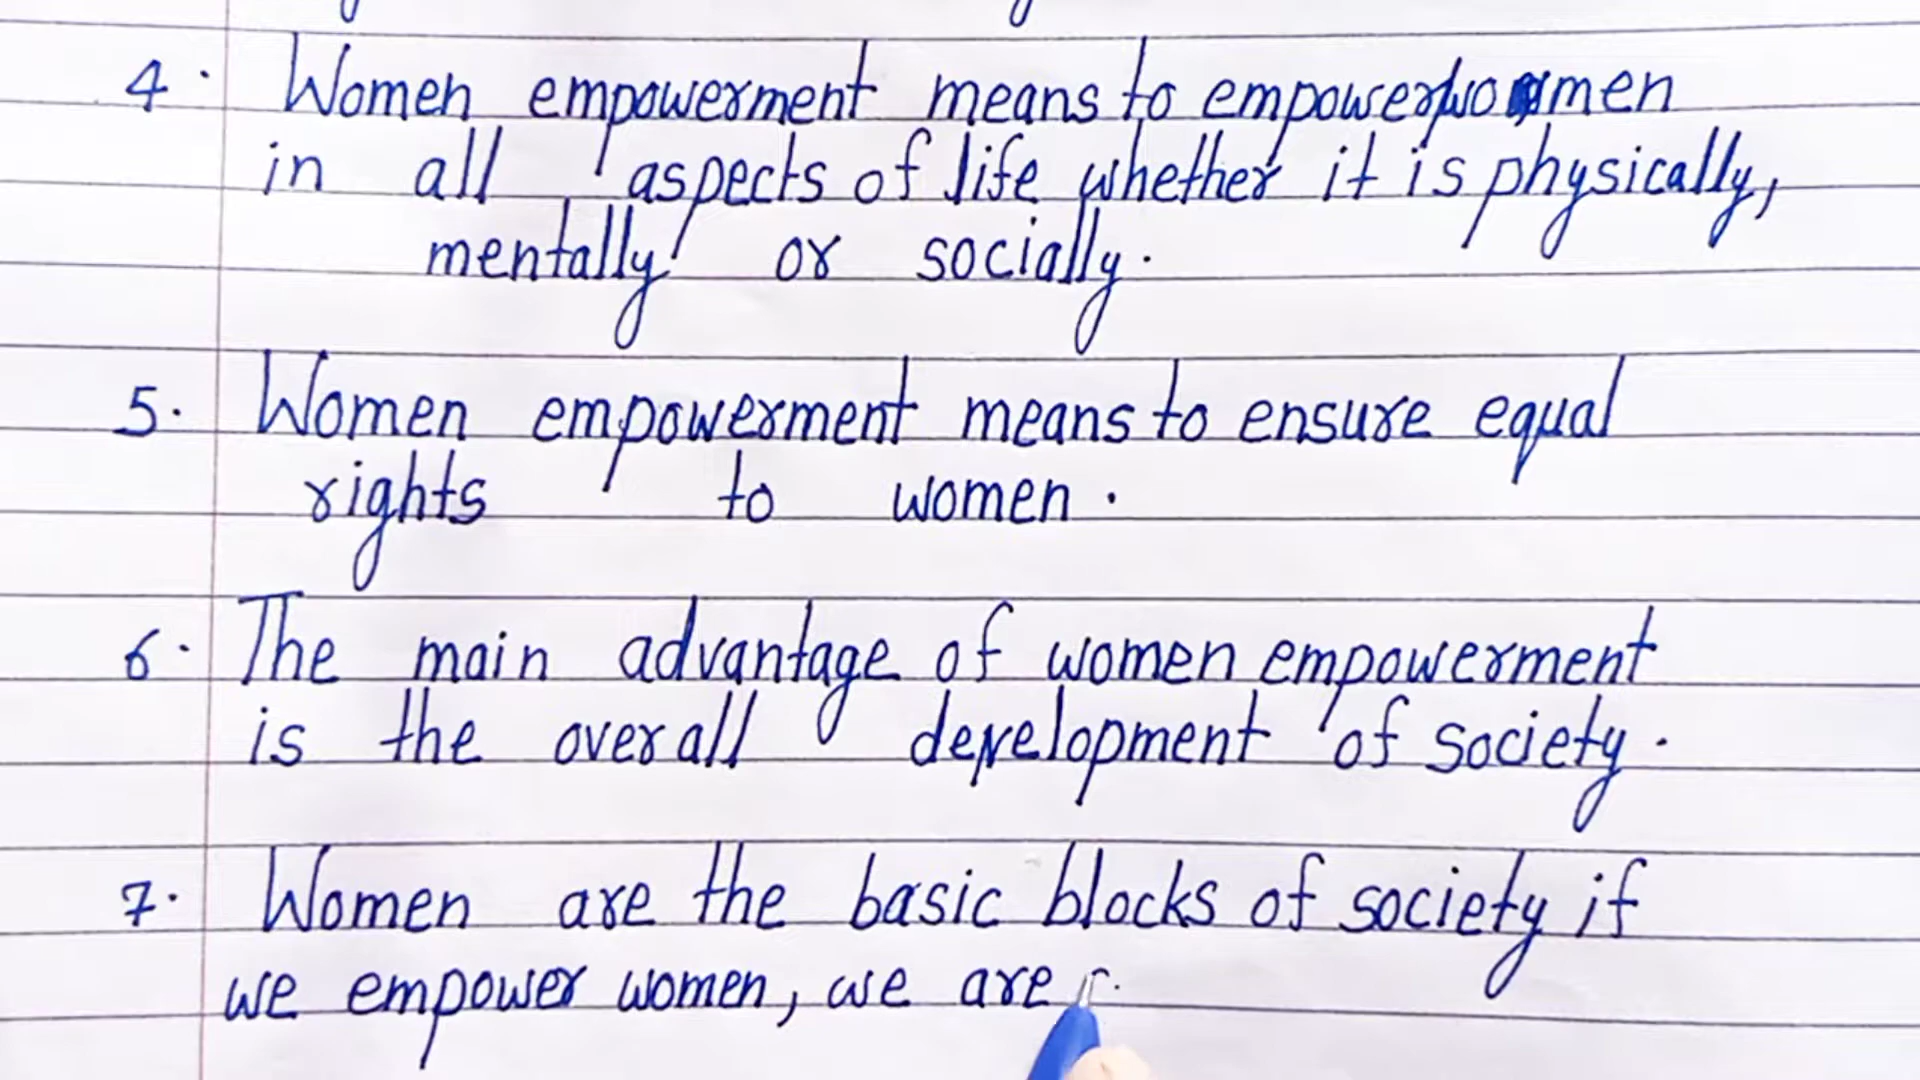 4. Women empowerment means to empower women
in all aspects of life whether it is physically,
mentally or socially.
5. Women empowerment means to ensure equal
rights to women.
6. The main advantage of women empowerment
is the overall development of society.
7. Women are the basic blocks of society if
we empower women, we are